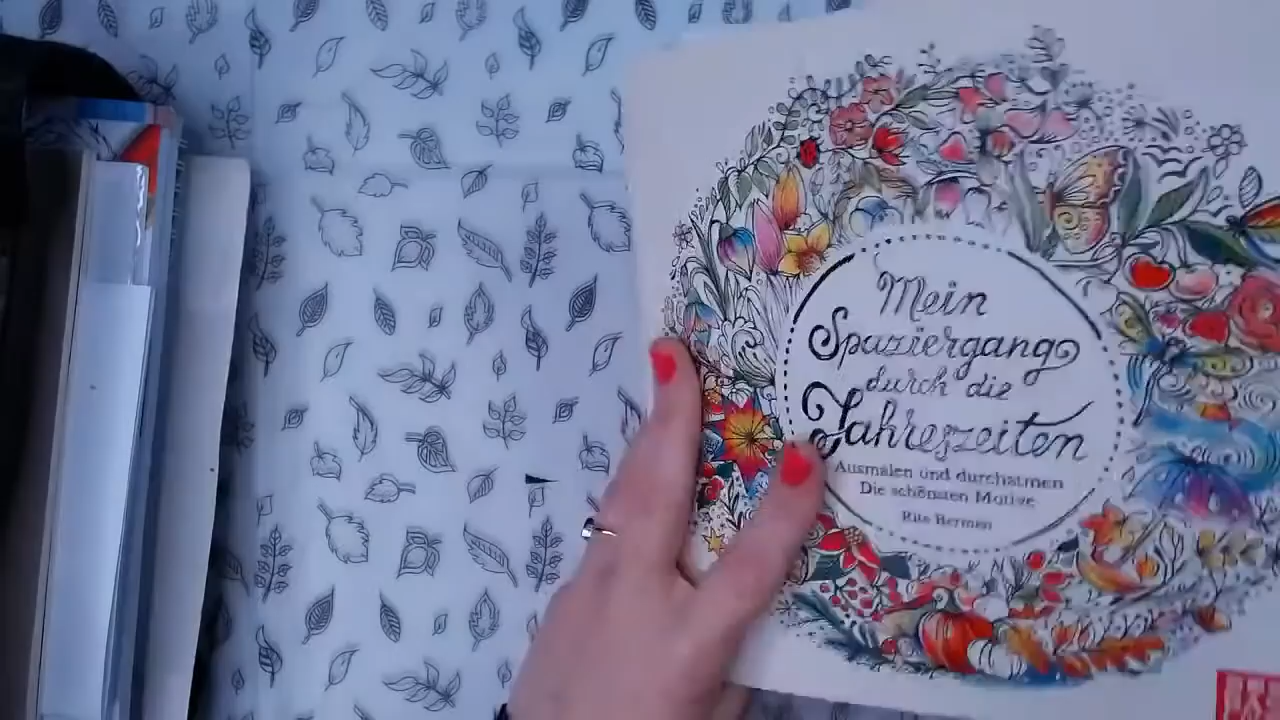 Mein
Spaziergang
durch die
Jahreszeiten
Ausmalen und durchatmen
Die schönsten Motive
Rita Berman